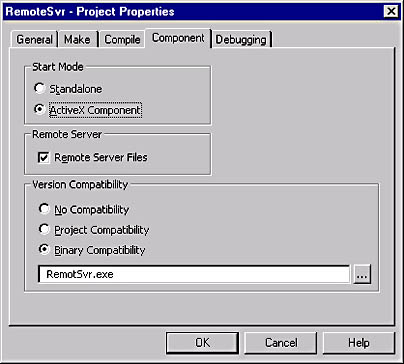 RemoteSvr - Project Properties
General Make Compile Component Debugging
Start Mode
Standalone
ActiveX Component
Remote Server
Remote Server Files
Version Compatibility
No Compatibility
Project Compatibility
Binary Compatibility
RemotSvr.exe ...
OK Cancel Help